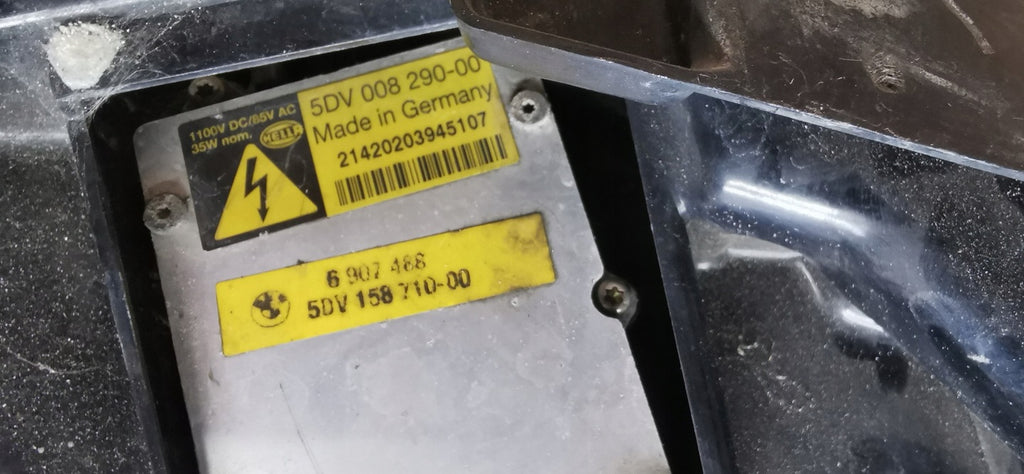 1100V DC/85V AC
35W nom.
HELLA
5DV 008 290-00
Made in Germany
21420203945107
6 907 488
5DV 158 710-00